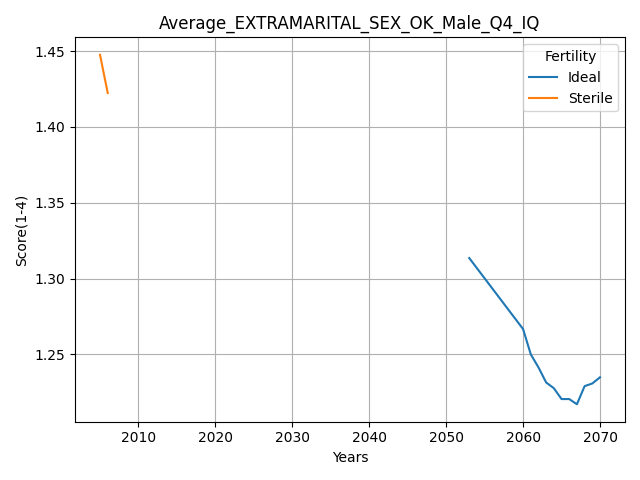 Average_EXTRAMARITAL_SEX_OK_Male_Q4_IQ
Fertility
Ideal
Sterile
Score(1-4)
1.45
1.40
1.35
1.30
1.25
2010 2020 2030 2040 2050 2060 2070
Years